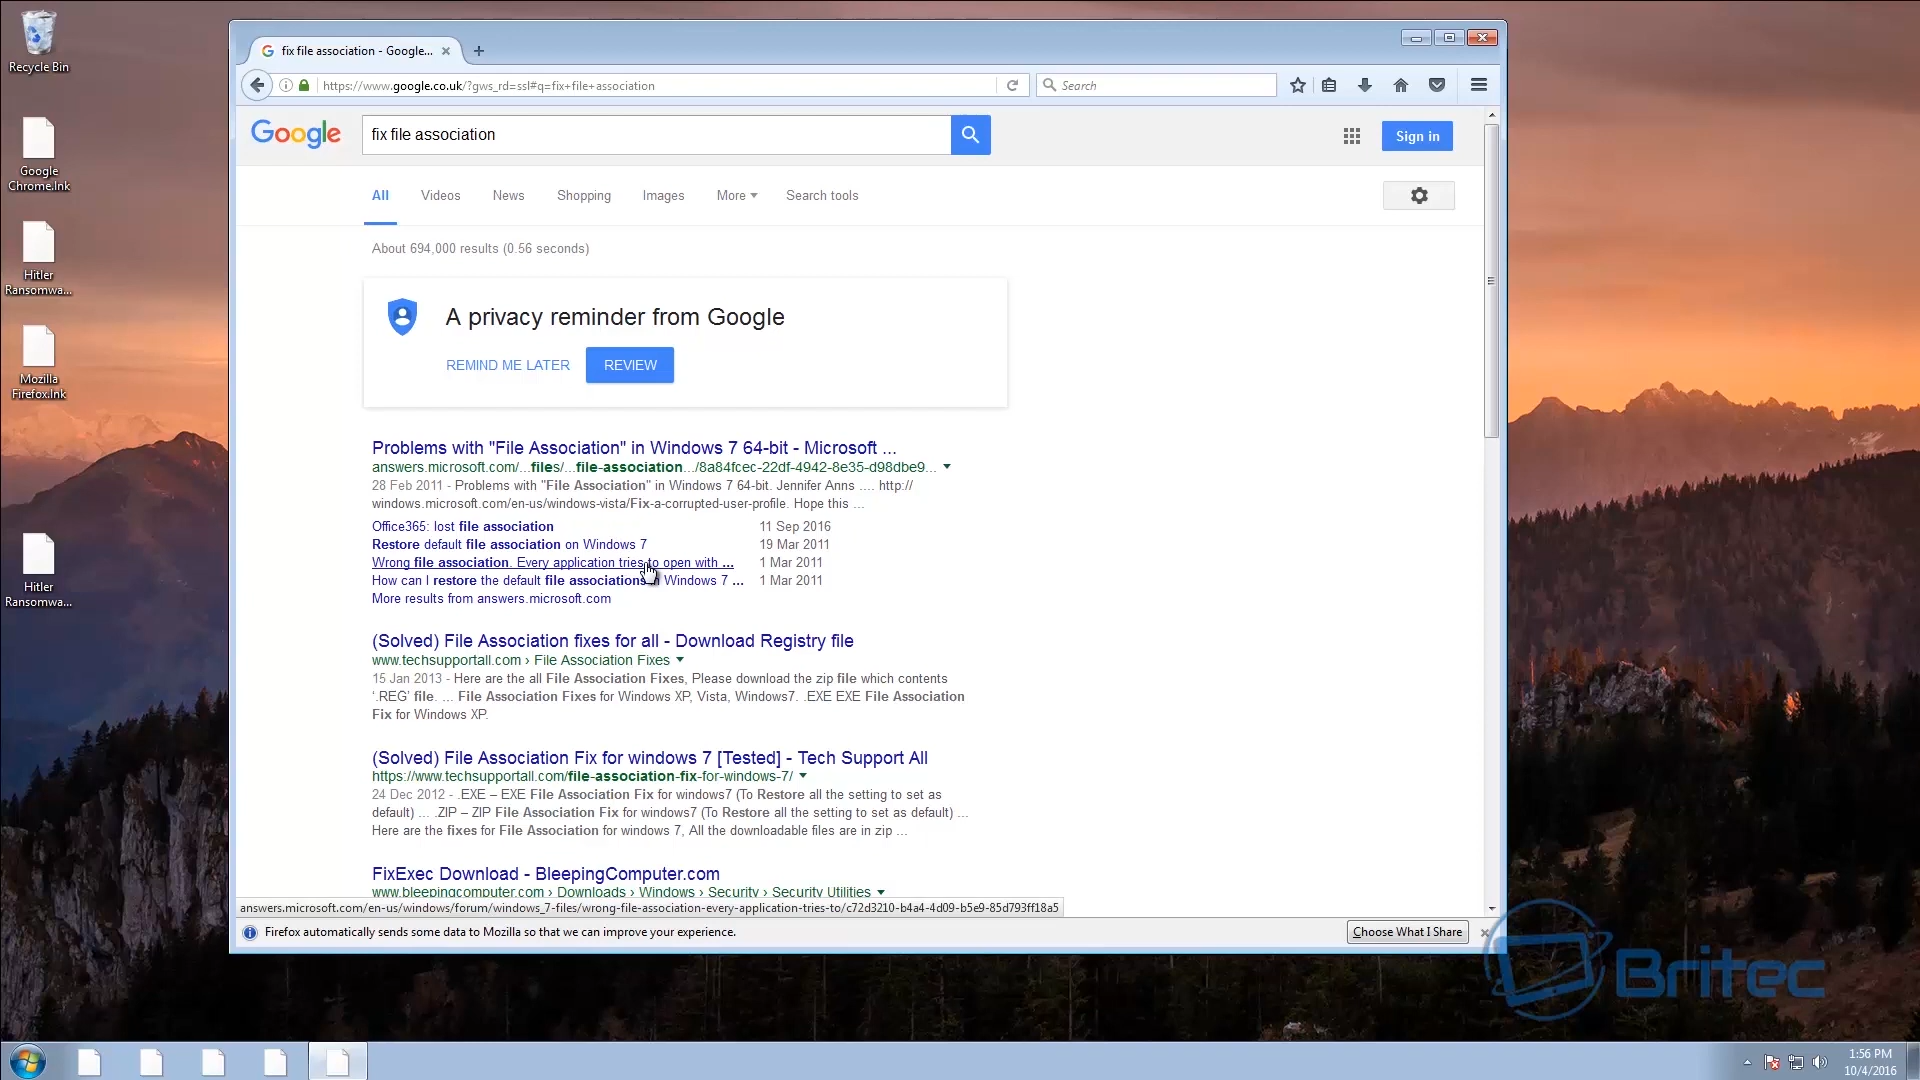 Recycle Bin
Google
Chrome.lnk
Hitler
Ransomwa...
Mozilla
Firefox.lnk
Hitler
Ransomwa...
fix file association - Google...
https://www.google.co.uk/?gws_rd=ssl#q=fix+file+association
Search
Google
fix file association
Sign in
All Videos News Shopping Images More Search tools
About 694,000 results (0.56 seconds)
A privacy reminder from Google
REMIND ME LATER REVIEW
Problems with "File Association" in Windows 7 64-bit - Microsoft ...
answers.microsoft.com/...files/...file-association.../8a84fcec-22df-4942-8e35-d98dbe9...
28 Feb 2011 - Problems with "File Association" in Windows 7 64-bit. Jennifer Anns .... http://
windows.microsoft.com/en-us/windows-vista/Fix-a-corrupted-user-profile. Hope this ...
Office365: lost file association 11 Sep 2016
Restore default file association on Windows 7 19 Mar 2011
Wrong file association. Every application tries to open with ... 1 Mar 2011
How can I restore the default file associations Windows 7 ... 1 Mar 2011
More results from answers.microsoft.com
(Solved) File Association fixes for all - Download Registry file
www.techsupportall.com › File Association Fixes
15 Jan 2013 - Here are the all File Association Fixes, Please download the zip file which contents
‘.REG’ file. ... File Association Fixes for Windows XP, Vista, Windows7. .EXE EXE File Association
Fix for Windows XP.
(Solved) File Association Fix for windows 7 [Tested] - Tech Support All
https://www.techsupportall.com/file-association-fix-for-windows-7/
24 Dec 2012 - .EXE – EXE File Association Fix for windows7 (To Restore all the setting to set as
default) ... .ZIP – ZIP File Association Fix for windows7 (To Restore all the setting to set as default) ...
Here are the fixes for File Association for windows 7, All the downloadable files are in zip ...
FixExec Download - BleepingComputer.com
www.bleepingcomputer.com › Downloads › Windows › Security › Security Utilities
answers.microsoft.com/en-us/windows/forum/windows_7-files/wrong-file-association-every-application-tries-to/c72d3210-b4a4-4d09-b5e9-85d793ff18a5
Firefox automatically sends some data to Mozilla so that we can improve your experience.
Choose What I Share
Britec
1:56 PM
10/4/2016